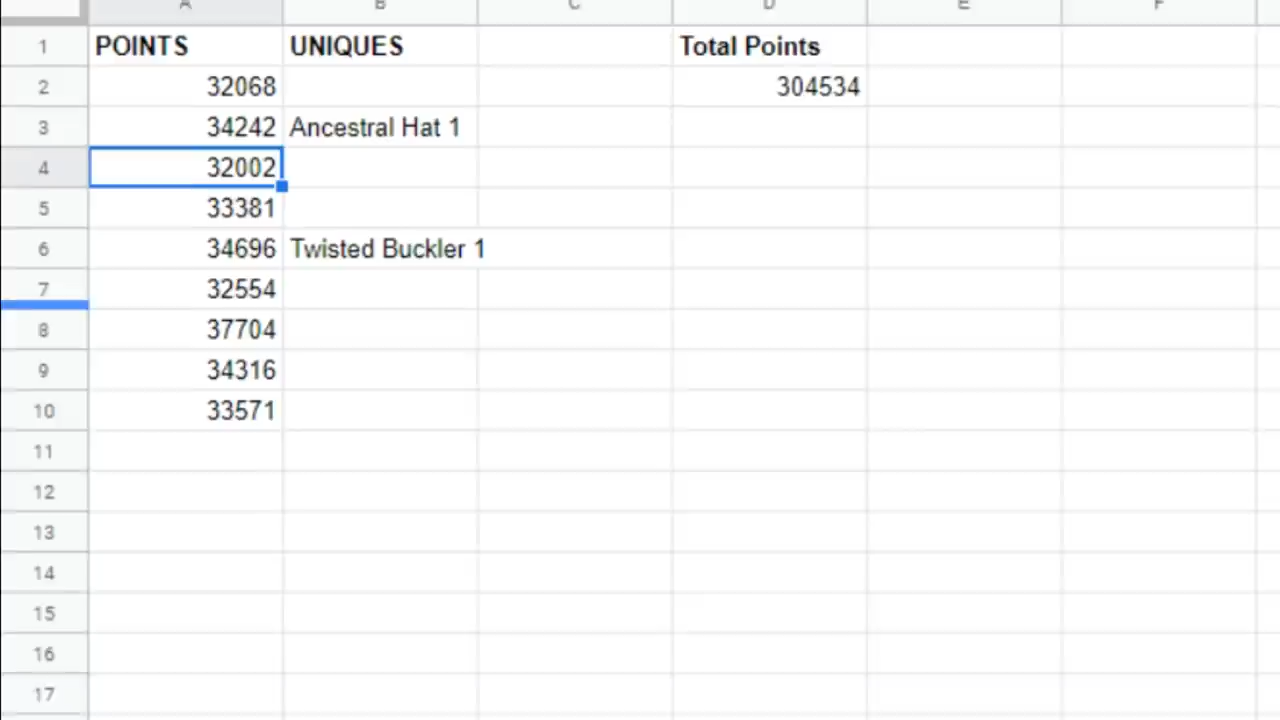 A B C D E F
1 POINTS UNIQUES Total Points
2 32068 304534
3 34242 Ancestral Hat 1
4 32002
5 33381
6 34696 Twisted Buckler 1
7 32554
8 37704
9 34316
10 33571
11
12
13
14
15
16
17